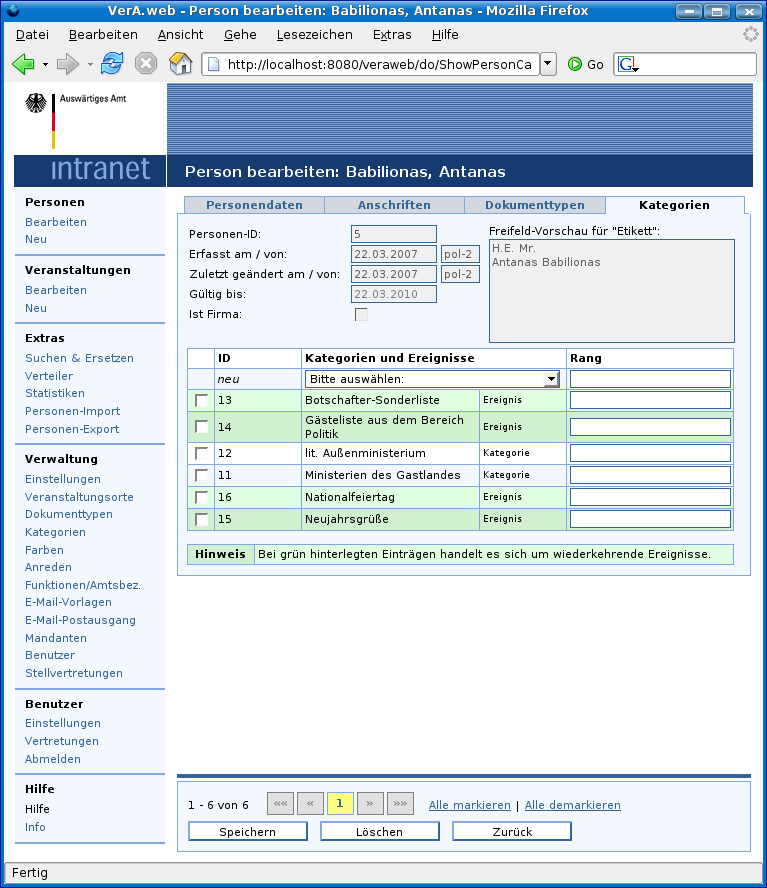 VerA.web - Person bearbeiten: Babilionas, Antanas - Mozilla Firefox
Datei Bearbeiten Ansicht Gehe Lesezeichen Extras Hilfe
http://localhost:8080/veraweb/do/ShowPersonCa Go G
Auswärtiges Amt
intranet
Person bearbeiten: Babilionas, Antanas
Personen
Bearbeiten
Neu
Veranstaltungen
Bearbeiten
Neu
Extras
Suchen & Ersetzen
Verteiler
Statistiken
Personen-Import
Personen-Export
Verwaltung
Einstellungen
Veranstaltungsorte
Dokumenttypen
Kategorien
Farben
Anreden
Funktionen/Amtsbez.
E-Mail-Vorlagen
E-Mail-Postausgang
Mandanten
Benutzer
Stellvertretungen
Benutzer
Einstellungen
Vertretungen
Abmelden
Hilfe
Hilfe
Info
Personendaten Anschriften Dokumenttypen Kategorien
Personen-ID: 5
Erfasst am / von: 22.03.2007 pol-2
Zuletzt geändert am / von: 22.03.2007 pol-2
Gültig bis: 22.03.2010
Ist Firma:
Freifeld-Vorschau für "Etikett":
H.E. Mr.
Antanas Babilionas
ID Kategorien und Ereignisse Rang
neu Bitte auswählen:
13 Botschafter-Sonderliste Ereignis
14 Gästeliste aus dem Bereich Ereignis
Politik
12 lit. Außenministerium Kategorie
11 Ministerien des Gastlandes Kategorie
16 Nationalfeiertag Ereignis
15 Neujahrsgrüße Ereignis
Hinweis Bei grün hinterlegten Einträgen handelt es sich um wiederkehrende Ereignisse.
1 - 6 von 6 «« « 1 » »» Alle markieren | Alle demarkieren
Speichern Löschen Zurück
Fertig